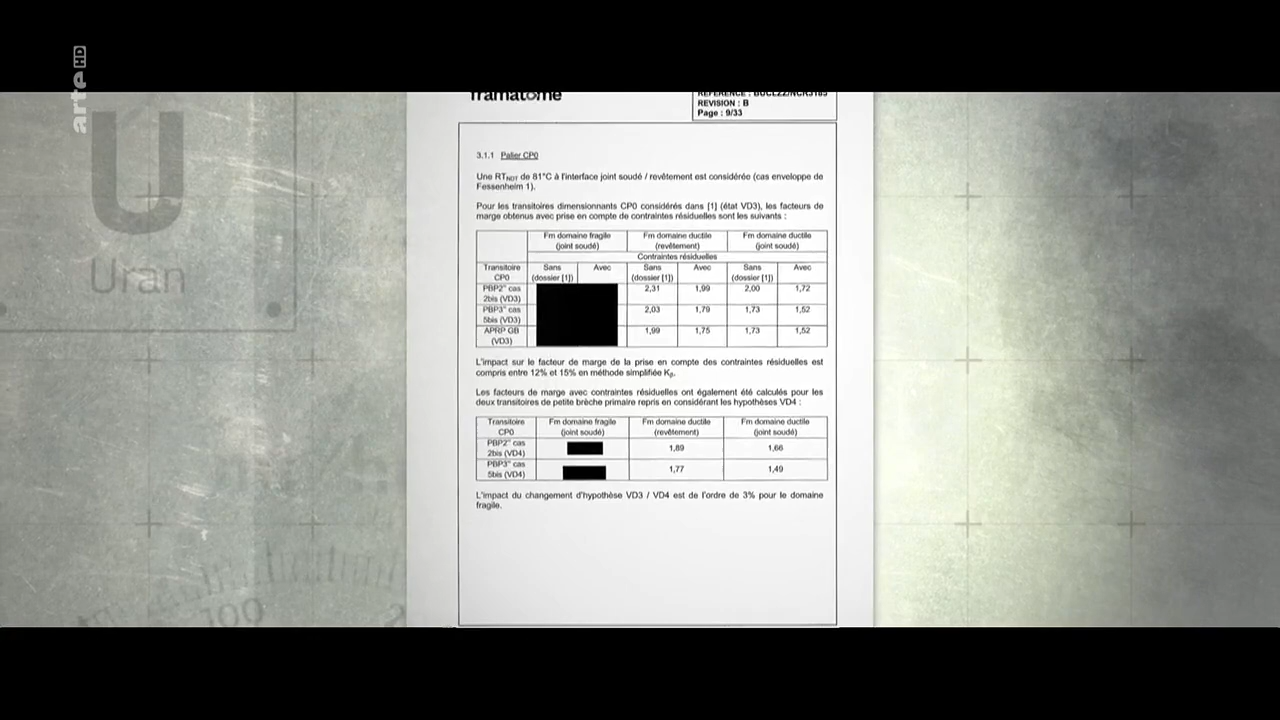 arte HD
U
Uran
100
framatome
REVISION : B
Page : 9/33
3.1.1 Palier CP0
Une RTNDT de 81°C à l'interface joint soudé / revêtement est considérée (cas enveloppe de
Fessenheim 1).
Pour les transitoires dimensionnants CP0 considérés dans [1] (état VD3), les facteurs de
marge obtenus avec prise en compte de contraintes résiduelles sont les suivants :
Fm domaine fragile Fm domaine ductile Fm domaine ductile
(joint soudé) (revêtement) (joint soudé)
Contraintes résiduelles
Transitoire Sans Avec Sans Avec Sans Avec
CP0 (dossier [1]) (dossier [1]) (dossier [1])
PBP2" cas 2,31 1,99 2,00 1,72
2bis (VD3)
PBP3" cas 2,03 1,79 1,73 1,52
5bis (VD3)
APRP GB 1,99 1,75 1,73 1,52
(VD3)
L'impact sur le facteur de marge de la prise en compte des contraintes résiduelles est
compris entre 12% et 15% en méthode simplifiée Kβ.
Les facteurs de marge avec contraintes résiduelles ont également été calculés pour les
deux transitoires de petite brèche primaire repris en considérant les hypothèses VD4 :
Transitoire Fm domaine fragile Fm domaine ductile Fm domaine ductile
CP0 (joint soudé) (revêtement) (joint soudé)
PBP2" cas 1,89 1,66
2bis (VD4)
PBP3" cas 1,77 1,49
5bis (VD4)
L'impact du changement d'hypothèse VD3 / VD4 est de l'ordre de 3% pour le domaine
fragile.